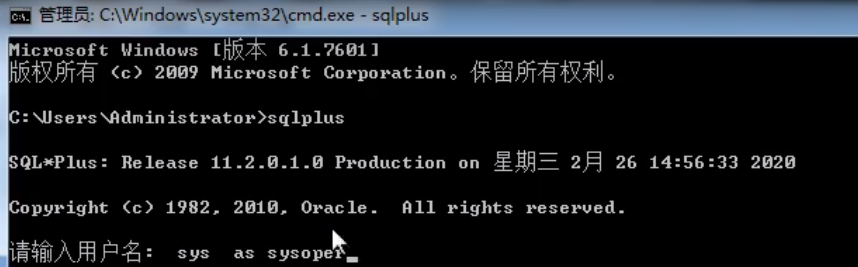 管理员: C:\Windows\system32\cmd.exe - sqlplus
Microsoft Windows [版本 6.1.7601]
版权所有 (c) 2009 Microsoft Corporation。保留所有权利。
C:\Users\Administrator>sqlplus
SQL*Plus: Release 11.2.0.1.0 Production on 星期三 2月 26 14:56:33 2020
Copyright (c) 1982, 2010, Oracle.  All rights reserved.
请输入用户名:  sys  as sysoper